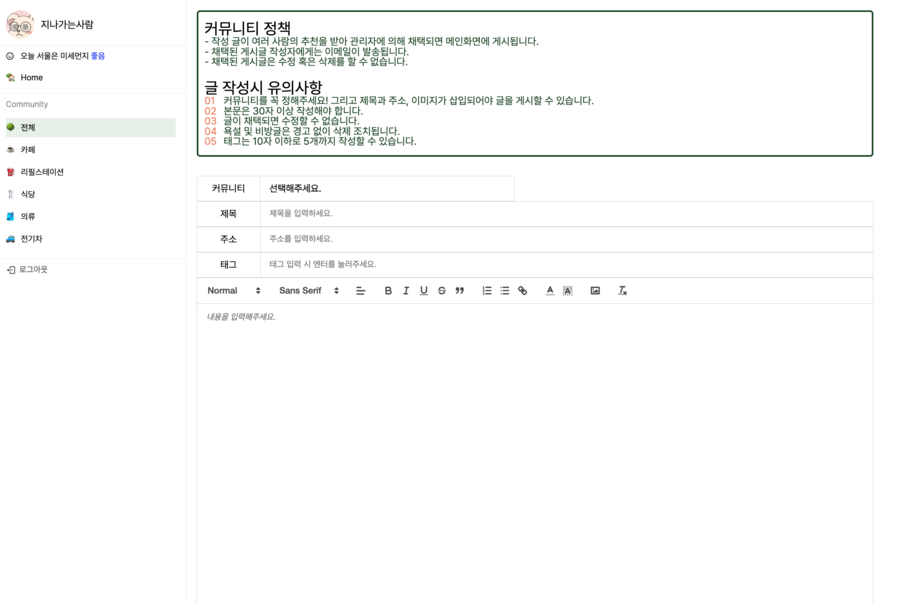 지나가는사람
오늘 서울은 미세먼지 좋음
Home
Community
전체
카페
리필스테이션
식당
의류
전기차
로그아웃
커뮤니티 정책
- 작성 글이 여러 사람의 추천을 받아 관리자에 의해 채택되면 메인화면에 게시됩니다.
- 채택된 게시글 작성자에게는 이메일이 발송됩니다.
- 채택된 게시글은 수정 혹은 삭제를 할 수 없습니다.
글 작성시 유의사항
01 커뮤니티를 꼭 정해주세요! 그리고 제목과 주소, 이미지가 삽입되어야 글을 게시할 수 있습니다.
02 본문은 30자 이상 작성해야 합니다.
03 글이 채택되면 수정할 수 없습니다.
04 욕설 및 비방글은 경고 없이 삭제 조치됩니다.
05 태그는 10자 이하로 5개까지 작성할 수 있습니다.
커뮤니티 선택해주세요.
제목 제목을 입력하세요.
주소 주소를 입력하세요.
태그 태그 입력 시 엔터를 눌러주세요.
Normal Sans Serif
내용을 입력해주세요.